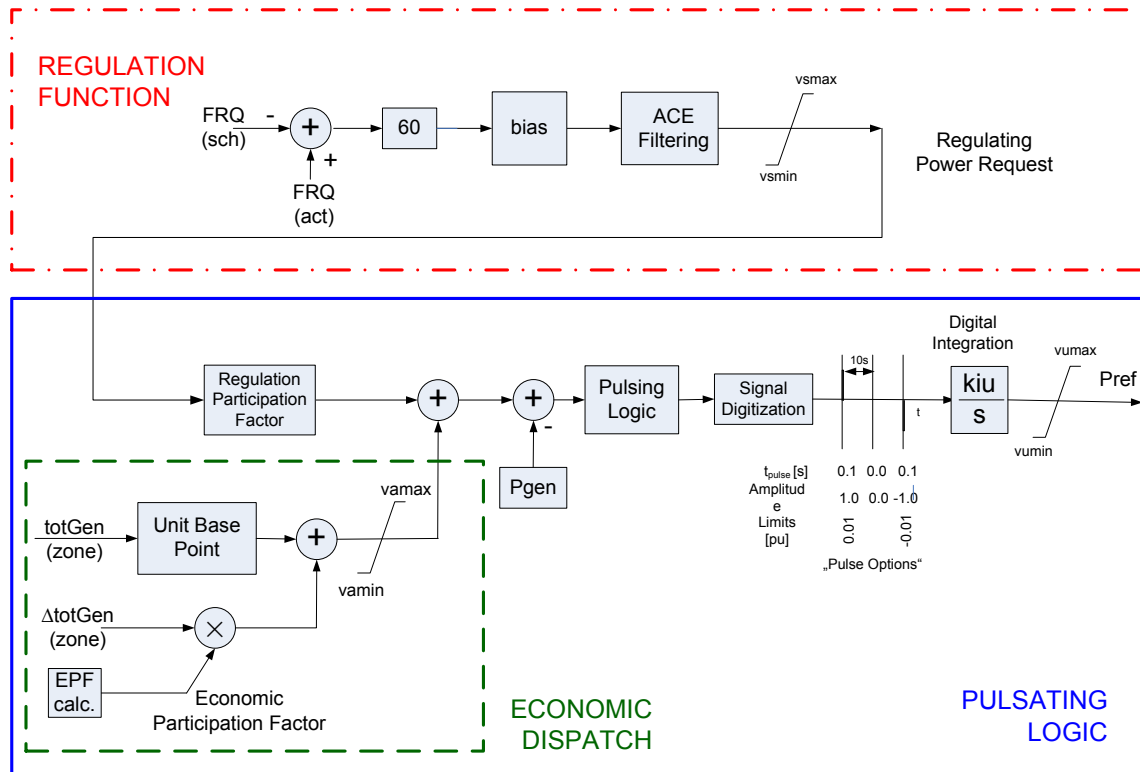 REGULATION
FUNCTION
FRQ
(sch)
-
+
+
FRQ
(act)
60
bias
ACE
Filtering
vsmax
vsmin
Regulating
Power Request
Regulation
Participation
Factor
+
+
-
Pgen
Pulsing
Logic
Signal
Digitization
10s
t
Digital
Integration
kiu
s
vumax
vumin
Pref
tpulse [s] 0.1 0.0 0.1
Amplitud
e
1.0 0.0 -1.0
Limits
[pu]
0.01 -0.01
„Pulse Options“
totGen
(zone)
Unit Base
Point
+
vamax
vamin
∆totGen
(zone)
×
EPF
calc.
Economic
Participation Factor
ECONOMIC
DISPATCH
PULSATING
LOGIC